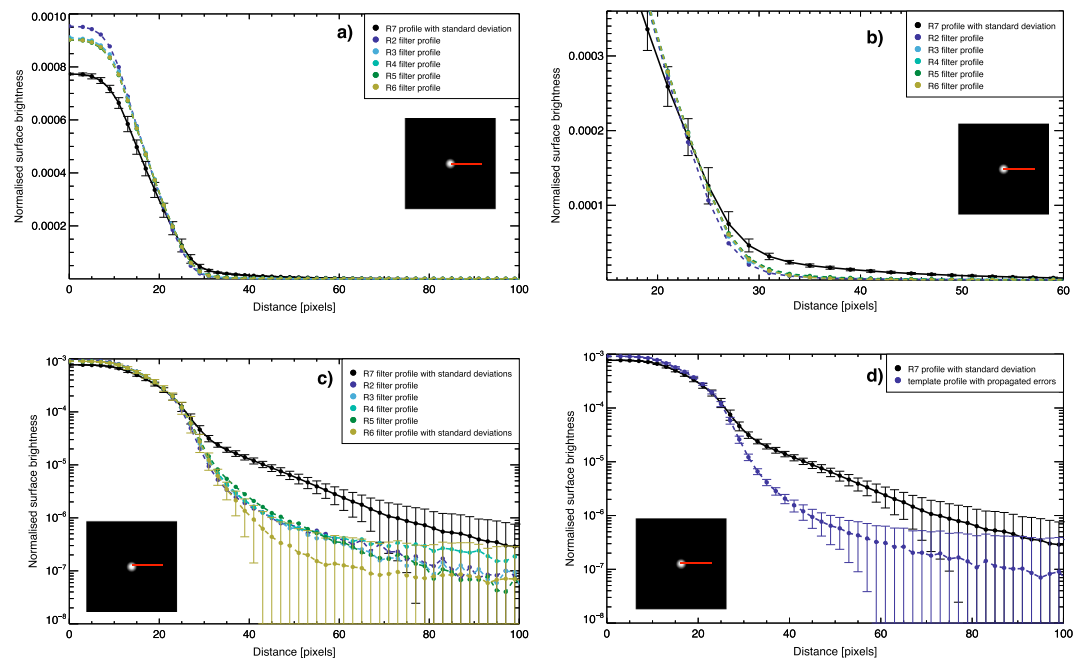 a)
R7 profile with standard deviation
R2 filter profile
R3 filter profile
R4 filter profile
R5 filter profile
R6 filter profile
Normalised surface brightness
0.0010
0.0008
0.0006
0.0004
0.0002
0 20 40 60 80 100
Distance [pixels]
b)
R7 profile with standard deviation
R2 filter profile
R3 filter profile
R4 filter profile
R5 filter profile
R6 filter profile
Normalised surface brightness
0.0003
0.0002
0.0001
20 30 40 50 60
Distance [pixels]
c)
R7 filter profile with standard deviations
R2 filter profile
R3 filter profile
R4 filter profile
R5 filter profile
R6 filter profile with standard deviations
Normalised surface brightness
10⁻³
10⁻⁴
10⁻⁵
10⁻⁶
10⁻⁷
10⁻⁸
0 20 40 60 80 100
Distance [pixels]
d)
R7 profile with standard deviation
template profile with propagated errors
Normalised surface brightness
10⁻³
10⁻⁴
10⁻⁵
10⁻⁶
10⁻⁷
10⁻⁸
0 20 40 60 80 100
Distance [pixels]